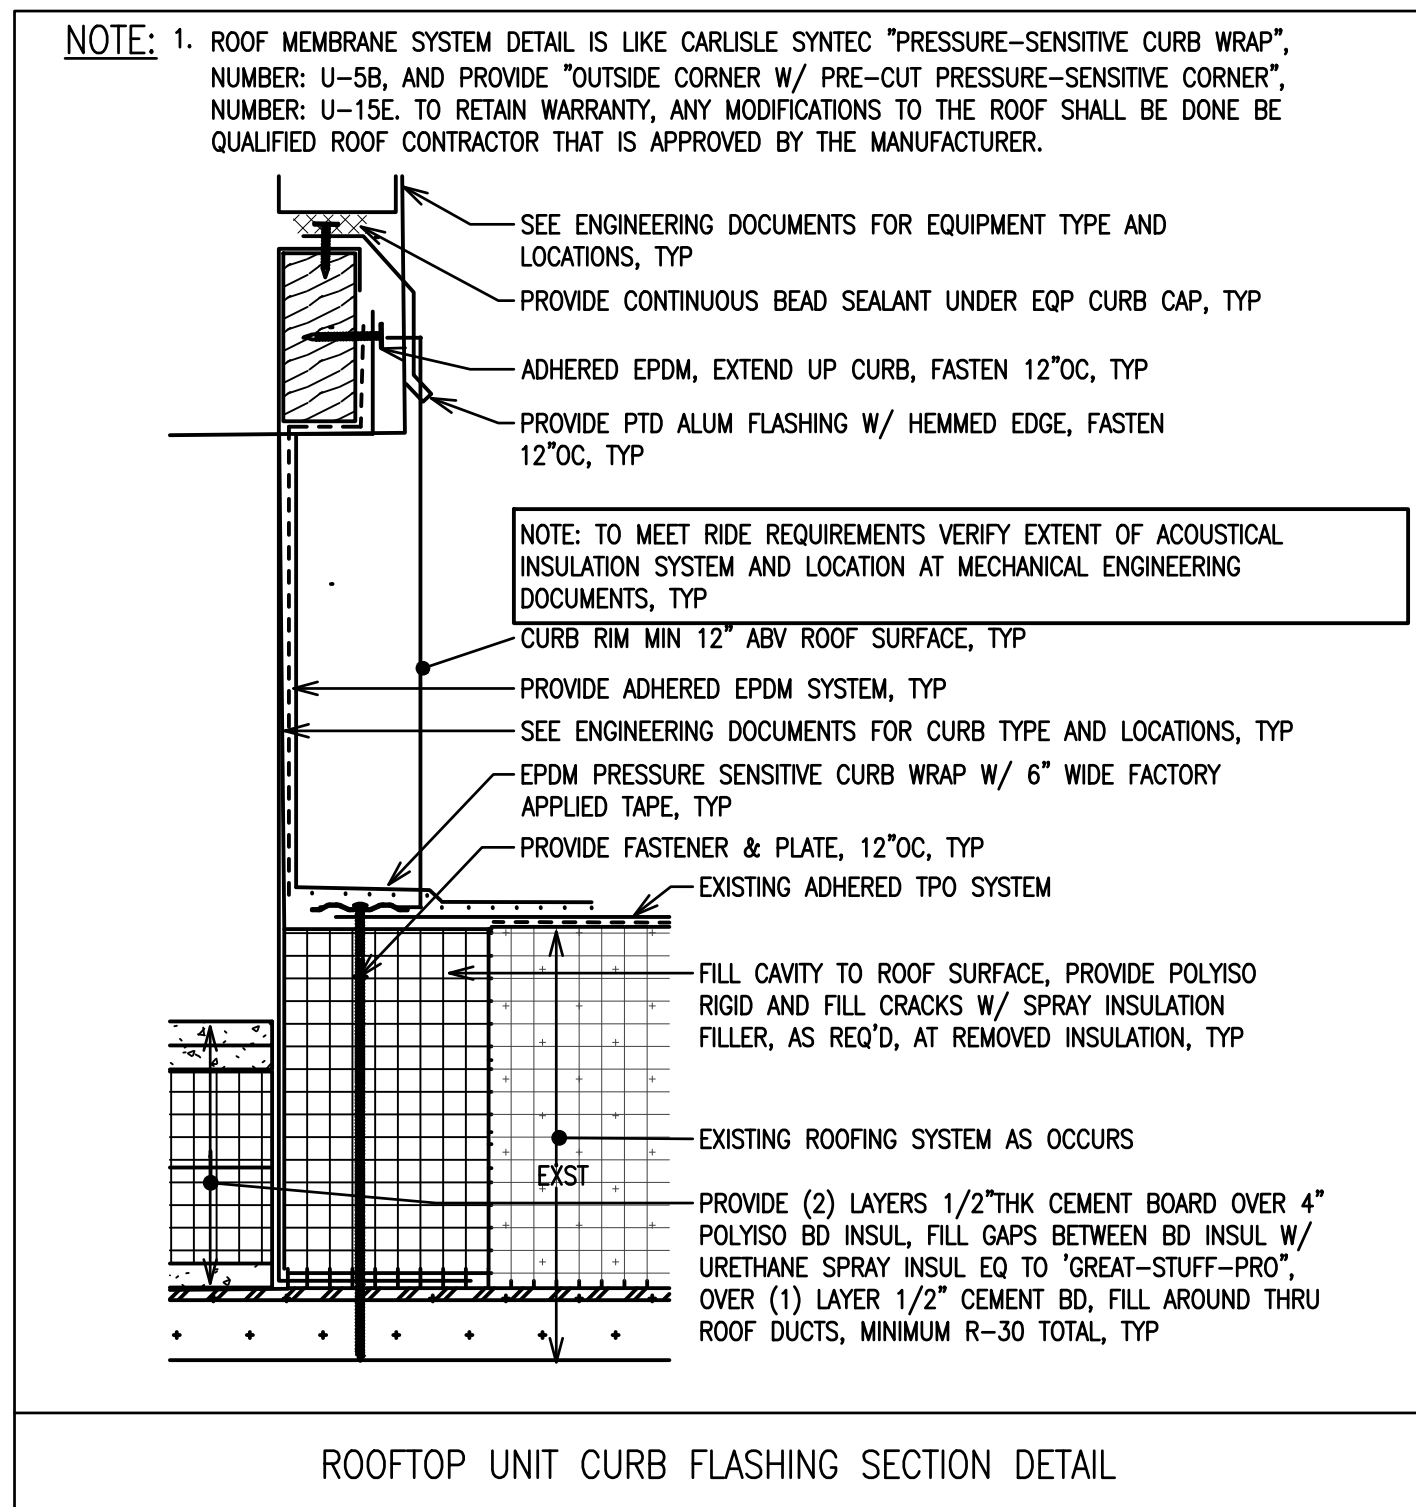 NOTE: 1. ROOF MEMBRANE SYSTEM DETAIL IS LIKE CARLISLE SYNTEC "PRESSURE-SENSITIVE CURB WRAP",
NUMBER: U-5B, AND PROVIDE "OUTSIDE CORNER W/ PRE-CUT PRESSURE-SENSITIVE CORNER",
NUMBER: U-15E. TO RETAIN WARRANTY, ANY MODIFICATIONS TO THE ROOF SHALL BE DONE BE
QUALIFIED ROOF CONTRACTOR THAT IS APPROVED BY THE MANUFACTURER.
SEE ENGINEERING DOCUMENTS FOR EQUIPMENT TYPE AND
LOCATIONS, TYP
PROVIDE CONTINUOUS BEAD SEALANT UNDER EQP CURB CAP, TYP
ADHERED EPDM, EXTEND UP CURB, FASTEN 12"OC, TYP
PROVIDE PTD ALUM FLASHING W/ HEMMED EDGE, FASTEN
12"OC, TYP
NOTE: TO MEET RIDE REQUIREMENTS VERIFY EXTENT OF ACOUSTICAL
INSULATION SYSTEM AND LOCATION AT MECHANICAL ENGINEERING
DOCUMENTS, TYP
CURB RIM MIN 12" ABV ROOF SURFACE, TYP
PROVIDE ADHERED EPDM SYSTEM, TYP
SEE ENGINEERING DOCUMENTS FOR CURB TYPE AND LOCATIONS, TYP
EPDM PRESSURE SENSITIVE CURB WRAP W/ 6" WIDE FACTORY
APPLIED TAPE, TYP
PROVIDE FASTENER & PLATE, 12"OC, TYP
EXISTING ADHERED TPO SYSTEM
FILL CAVITY TO ROOF SURFACE, PROVIDE POLYISO
RIGID AND FILL CRACKS W/ SPRAY INSULATION
FILLER, AS REQ'D, AT REMOVED INSULATION, TYP
EXISTING ROOFING SYSTEM AS OCCURS
EXST
PROVIDE (2) LAYERS 1/2"THK CEMENT BOARD OVER 4"
POLYISO BD INSUL, FILL GAPS BETWEEN BD INSUL W/
URETHANE SPRAY INSUL EQ TO 'GREAT-STUFF-PRO",
OVER (1) LAYER 1/2" CEMENT BD, FILL AROUND THRU
ROOF DUCTS, MINIMUM R-30 TOTAL, TYP
ROOFTOP UNIT CURB FLASHING SECTION DETAIL